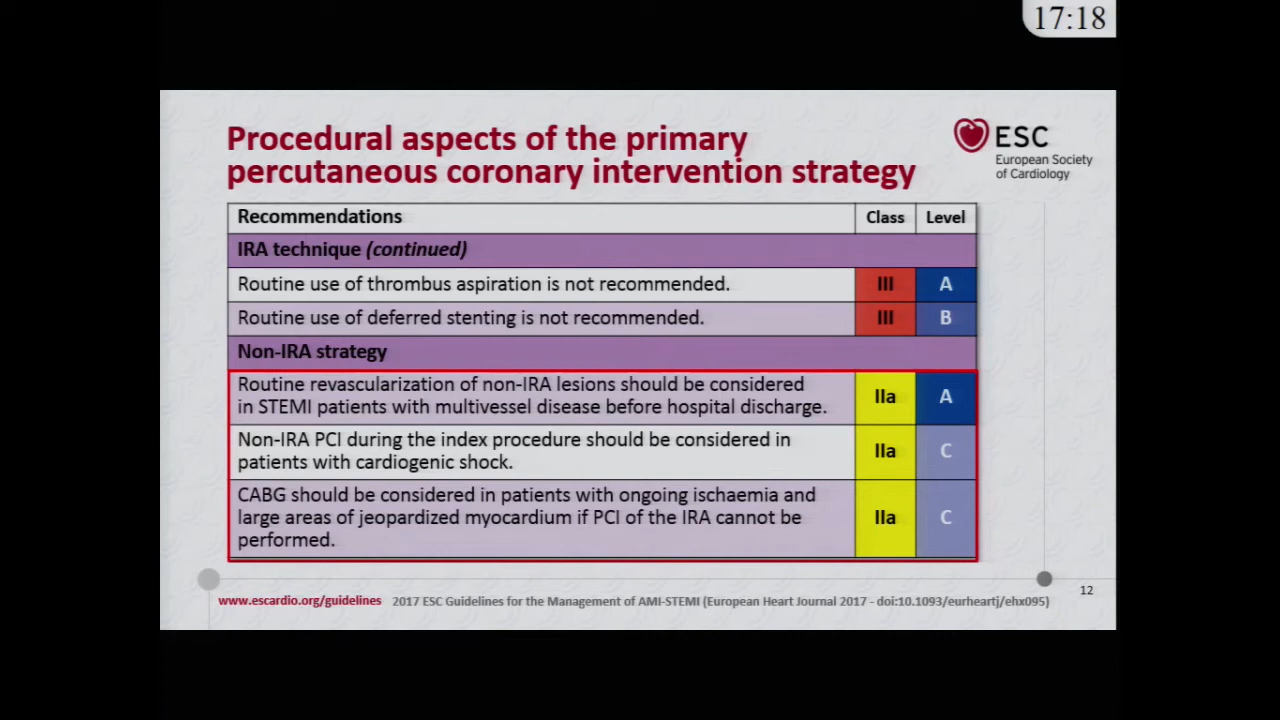 17:18
Procedural aspects of the primary
percutaneous coronary intervention strategy
ESC
European Society
of Cardiology
Recommendations Class Level
IRA technique (continued)
Routine use of thrombus aspiration is not recommended. III A
Routine use of deferred stenting is not recommended. III B
Non-IRA strategy
Routine revascularization of non-IRA lesions should be considered
in STEMI patients with multivessel disease before hospital discharge. IIa A
Non-IRA PCI during the index procedure should be considered in
patients with cardiogenic shock. IIa C
CABG should be considered in patients with ongoing ischaemia and
large areas of jeopardized myocardium if PCI of the IRA cannot be
performed. IIa C
12
www.escardio.org/guidelines 2017 ESC Guidelines for the Management of AMI-STEMI (European Heart Journal 2017 - doi:10.1093/eurheartj/ehx095)